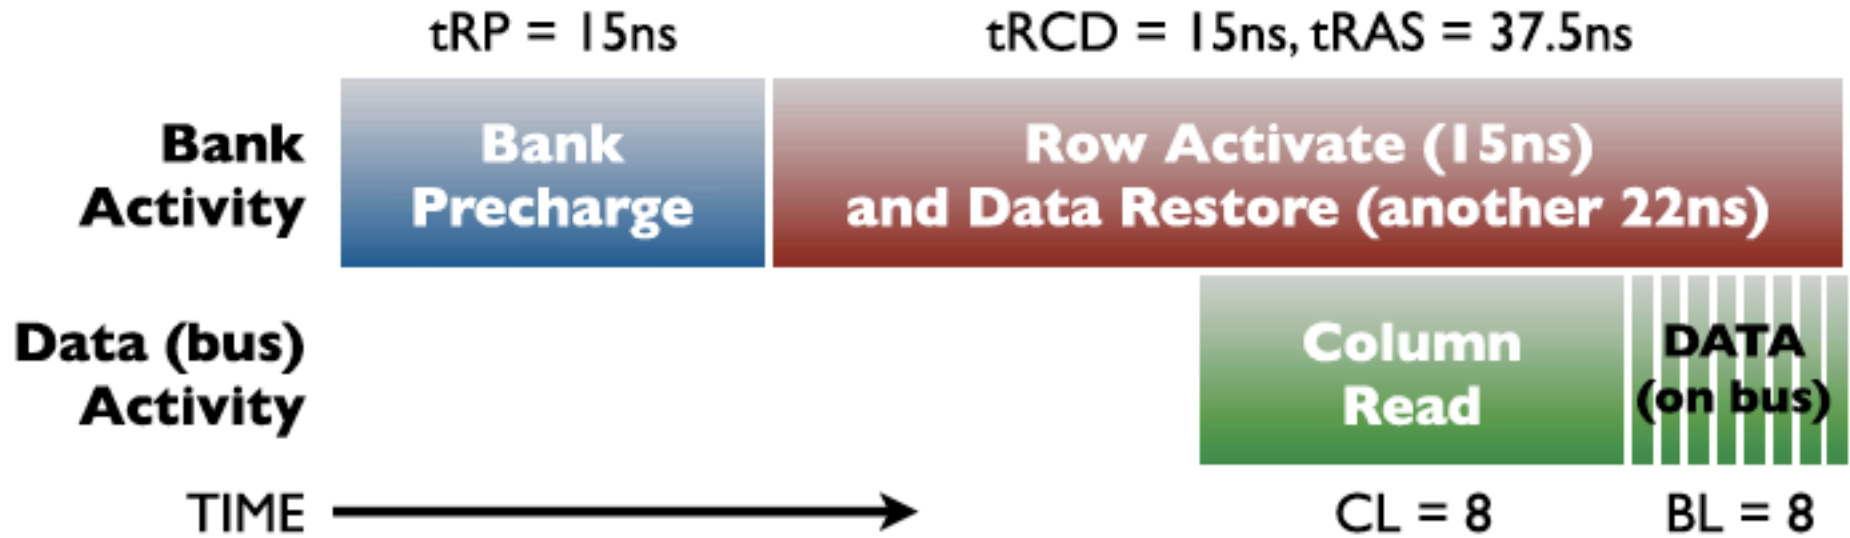 tRP = 15ns
tRCD = 15ns, tRAS = 37.5ns
Bank
Activity
Bank
Precharge
Row Activate (15ns)
and Data Restore (another 22ns)
Data (bus)
Activity
Column
Read
DATA
(on bus)
TIME
CL = 8
BL = 8